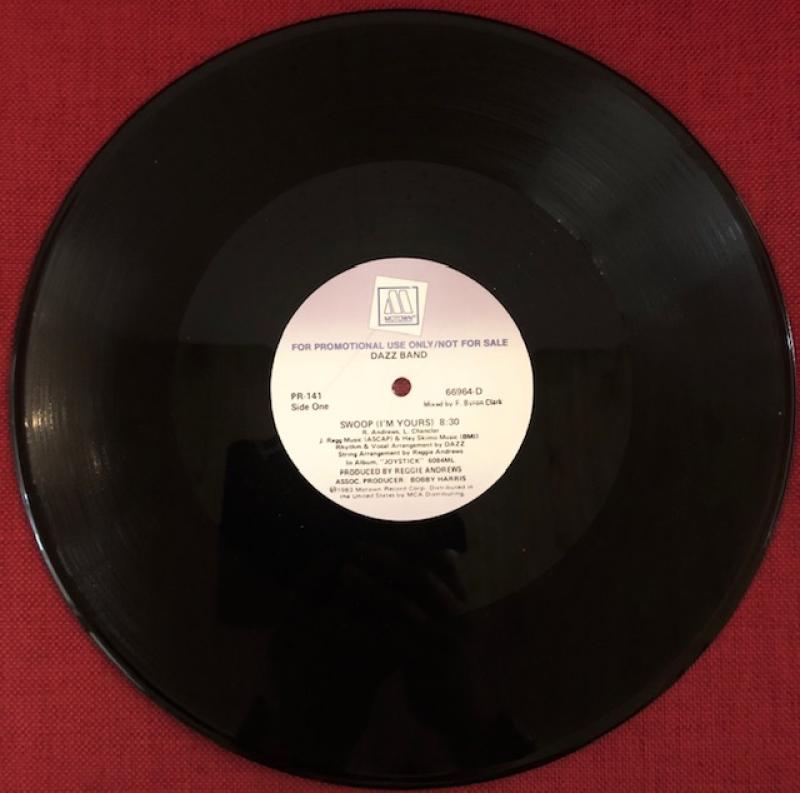 MOTOWN
FOR PROMOTIONAL USE ONLY/NOT FOR SALE
DAZZ BAND
PR-141 66964-D
Side One Mixed by F. Byron Clark
SWOOP (I'M YOURS) 8:30
R. Andrews, L. Chancler
J. Regg Music (ASCAP) & Hey Skimo Music (BMI)
Rhythm & Vocal Arrangement by DAZZ
String Arrangement by Reggie Andrews
In Album, "JOYSTICK" 6084ML
PRODUCED BY REGGIE ANDREWS
ASSOC. PRODUCER: BOBBY HARRIS
℗1983 Motown Record Corp. Distributed in
the United States by MCA Distributing.